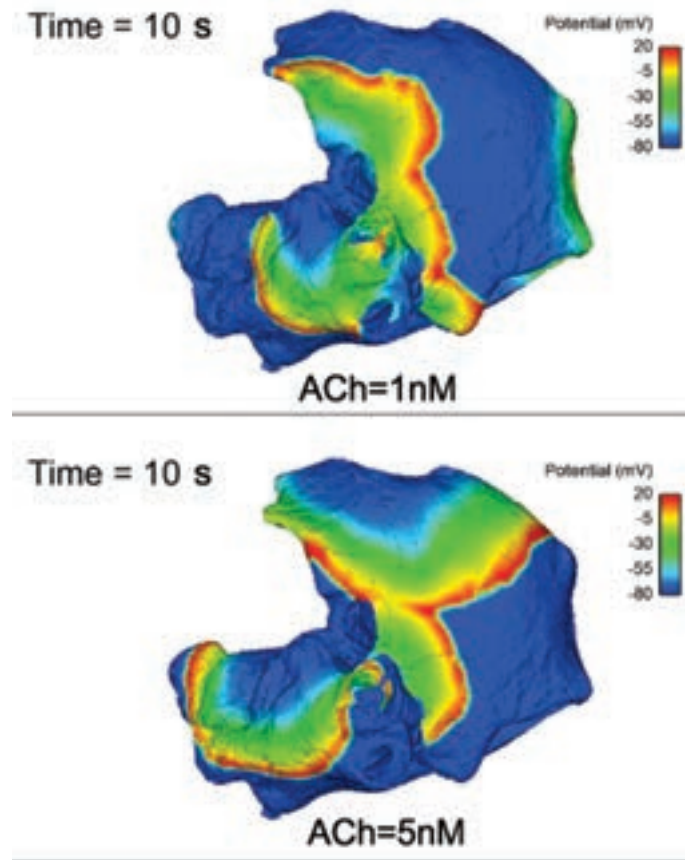 Time = 10 s
Potential (mV)
20
-5
-30
-55
-80
ACh=1nM
Time = 10 s
Potential (mV)
20
-5
-30
-55
-80
ACh=5nM